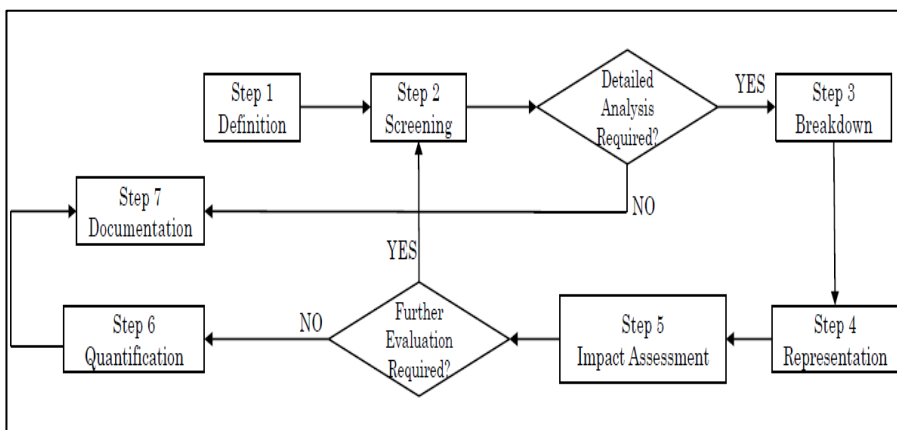 Step 1
Definition
Step 2
Screening
Detailed
Analysis
Required?
YES
Step 3
Breakdown
Step 7
Documentation
NO
YES
Step 6
Quantification
NO
Further
Evaluation
Required?
Step 5
Impact Assessment
Step 4
Representation